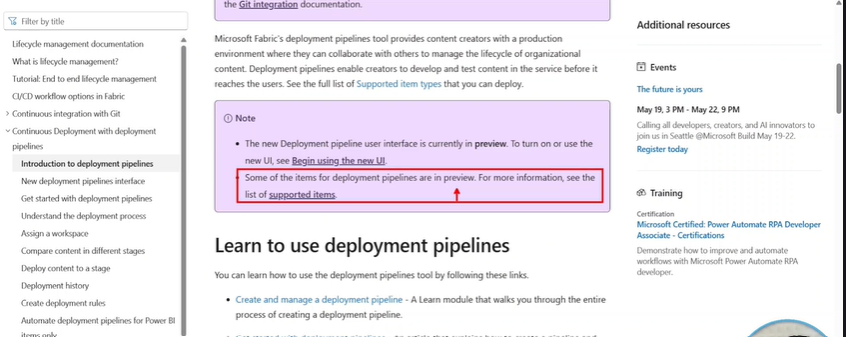 Filter by title
Lifecycle management documentation
What is lifecycle management?
Tutorial: End to end lifecycle management
CI/CD workflow options in Fabric
Continuous integration with Git
Continuous Deployment with deployment
pipelines
Introduction to deployment pipelines
New deployment pipelines interface
Get started with deployment pipelines
Understand the deployment process
Assign a workspace
Compare content in different stages
Deploy content to a stage
Deployment history
Create deployment rules
Automate deployment pipelines for Power BI
items only
the Git integration documentation.
Microsoft Fabric's deployment pipelines tool provides content creators with a production
environment where they can collaborate with others to manage the lifecycle of organizational
content. Deployment pipelines enable creators to develop and test content in the service before it
reaches the users. See the full list of Supported item types that you can deploy.
Note
The new Deployment pipeline user interface is currently in preview. To turn on or use the
new UI, see Begin using the new UI.
Some of the items for deployment pipelines are in preview. For more information, see the
list of supported items.
Learn to use deployment pipelines
You can learn how to use the deployment pipelines tool by following these links.
Create and manage a deployment pipeline - A Learn module that walks you through the entire
process of creating a deployment pipeline.
Additional resources
Events
The future is yours
May 19, 3 PM - May 22, 9 PM
Calling all developers, creators, and AI innovators to
join us in Seattle @Microsoft Build May 19-22.
Register today
Training
Certification
Microsoft Certified: Power Automate RPA Developer
Associate - Certifications
Demonstrate how to improve and automate
workflows with Microsoft Power Automate RPA
developer.